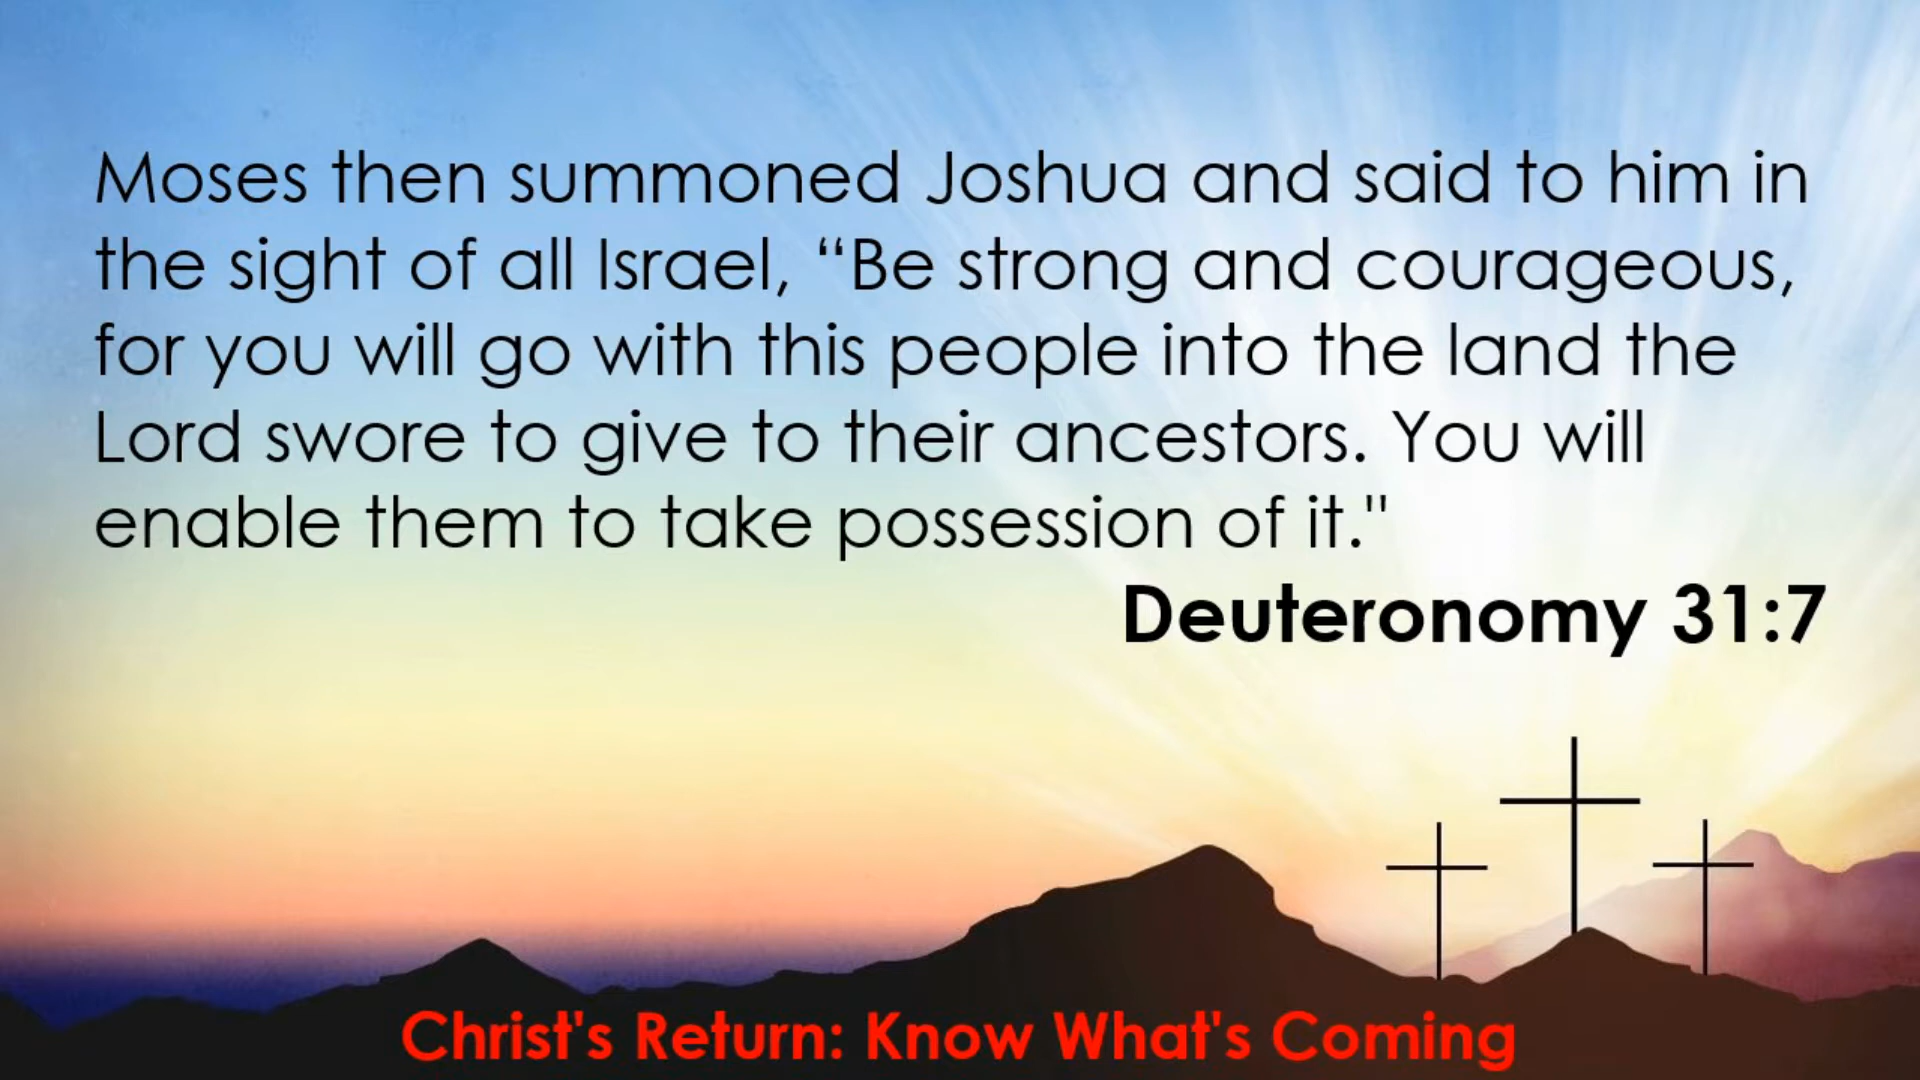 Moses then summoned Joshua and said to him in
the sight of all Israel, “Be strong and courageous,
for you will go with this people into the land the
Lord swore to give to their ancestors. You will
enable them to take possession of it."
Deuteronomy 31:7
Christ's Return: Know What's Coming